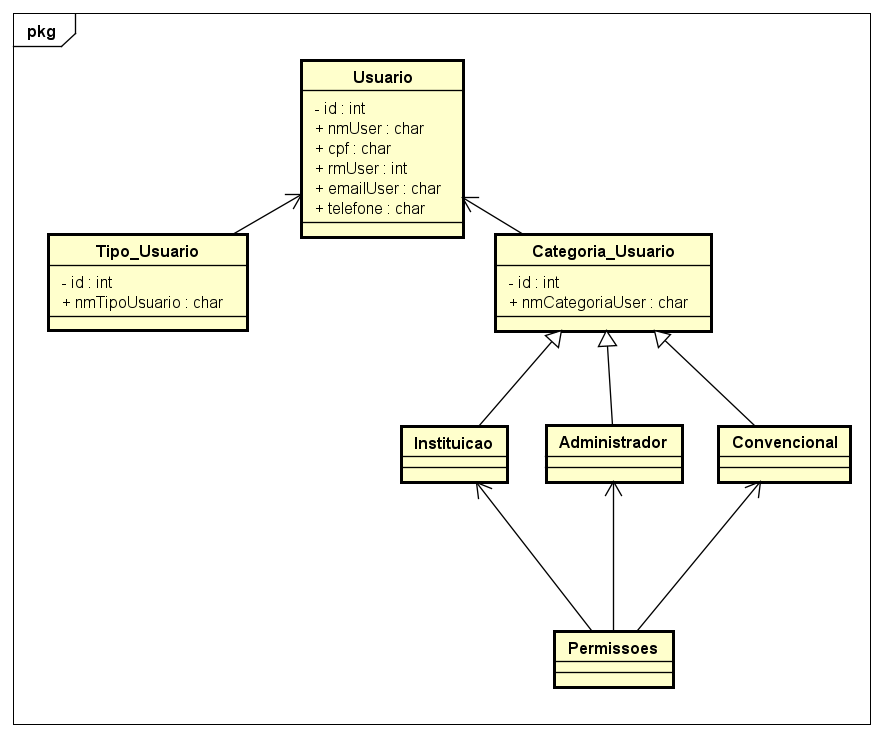 pkg
Usuario
- id : int
+ nmUser : char
+ cpf : char
+ rmUser : int
+ emailUser : char
+ telefone : char
Tipo_Usuario
- id : int
+ nmTipoUsuario : char
Categoria_Usuario
- id : int
+ nmCategoriaUser : char
Instituicao
Administrador
Convencional
Permissoes